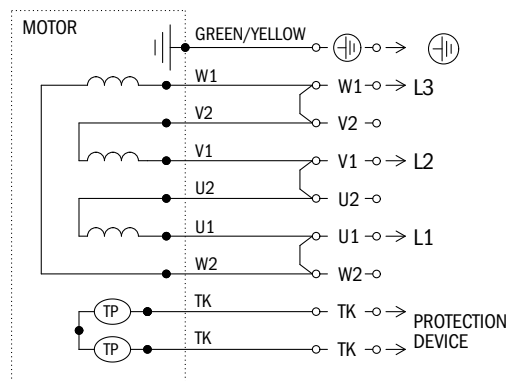 MOTOR
GREEN/YELLOW
W1 W1 L3
V2 V2
V1 V1 L2
U2 U2
U1 U1 L1
W2 W2
TP TK TK
PROTECTION
DEVICE
TP TK TK